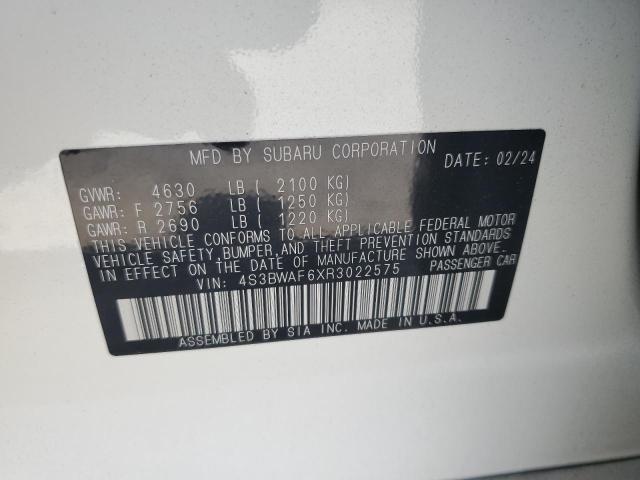 MFD BY SUBARU CORPORATION DATE: 02/24
GVWR: 4630 LB ( 2100 KG)
GAWR: F 2756 LB ( 1250 KG)
GAWR: R 2690 LB ( 1220 KG)
THIS VEHICLE CONFORMS TO ALL APPLICABLE FEDERAL MOTOR
VEHICLE SAFETY, BUMPER, AND THEFT PREVENTION STANDARDS
IN EFFECT ON THE DATE OF MANUFACTURE SHOWN ABOVE.
VIN: 4S3BWAF6XR3022575 PASSENGER CAR
ASSEMBLED BY SIA INC. MADE IN U.S.A.